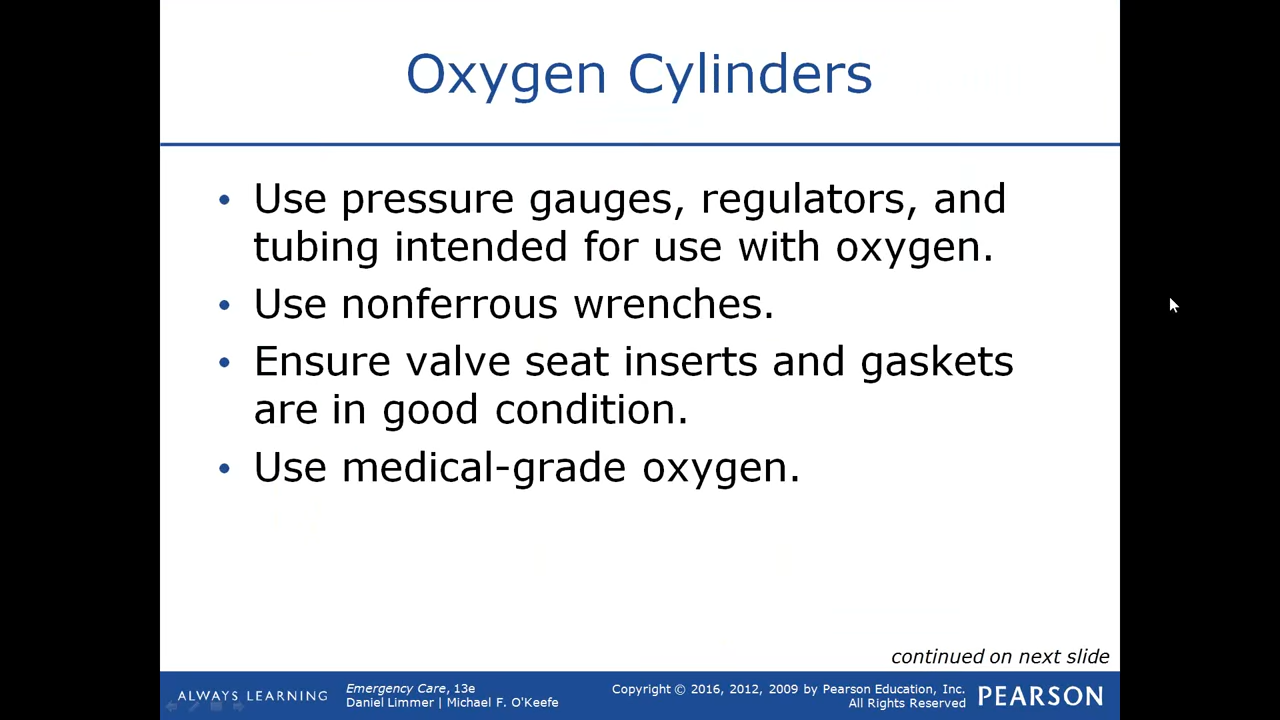 Oxygen Cylinders
• Use pressure gauges, regulators, and
tubing intended for use with oxygen.
• Use nonferrous wrenches.
• Ensure valve seat inserts and gaskets
are in good condition.
• Use medical-grade oxygen.
continued on next slide
ALWAYS LEARNING
Emergency Care, 13e
Daniel Limmer | Michael F. O'Keefe
Copyright © 2016, 2012, 2009 by Pearson Education, Inc.
All Rights Reserved
PEARSON